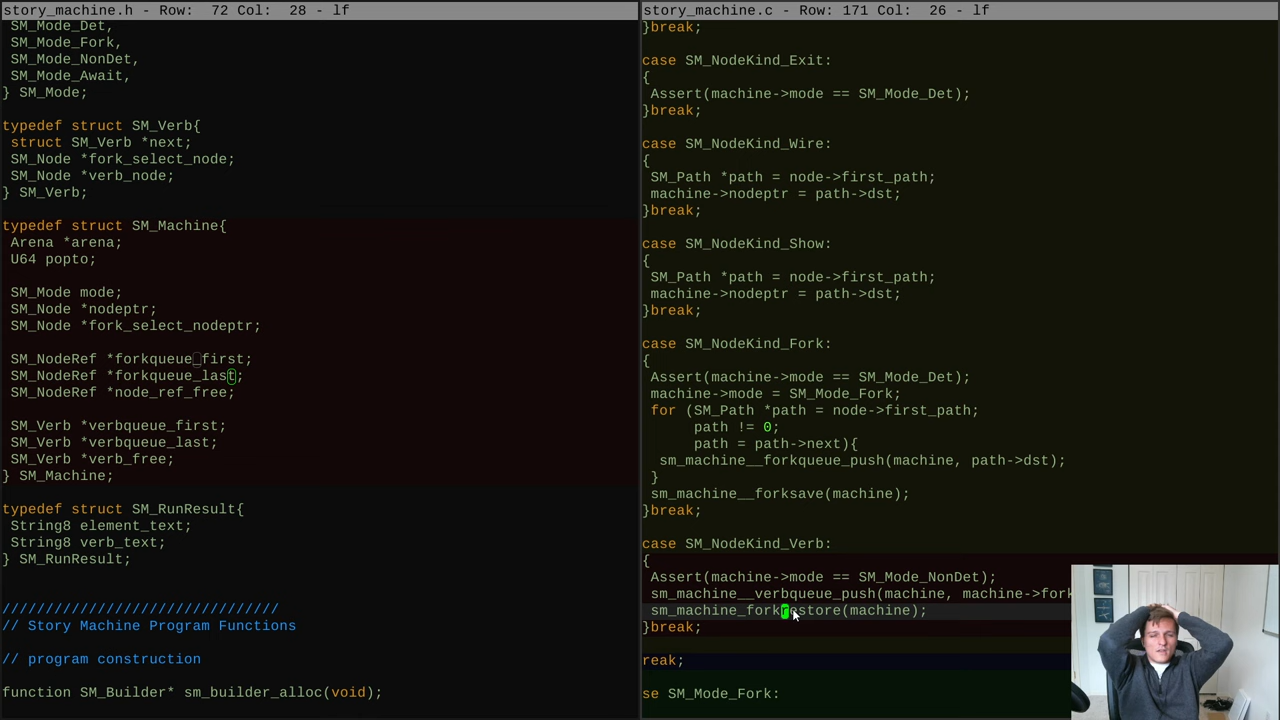 story_machine.h - Row:  72 Col:  28 - lf
SM_Mode_Det,
SM_Mode_Fork,
SM_Mode_NonDet,
SM_Mode_Await,
} SM_Mode;
typedef struct SM_Verb{
struct SM_Verb *next;
SM_Node *fork_select_node;
SM_Node *verb_node;
} SM_Verb;
typedef struct SM_Machine{
Arena *arena;
U64 popto;
SM_Mode mode;
SM_Node *nodeptr;
SM_Node *fork_select_nodeptr;
SM_NodeRef *forkqueue_first;
SM_NodeRef *forkqueue_last;
SM_NodeRef *node_ref_free;
SM_Verb *verbqueue_first;
SM_Verb *verbqueue_last;
SM_Verb *verb_free;
} SM_Machine;
typedef struct SM_RunResult{
String8 element_text;
String8 verb_text;
} SM_RunResult;
////////////////////////////////
// Story Machine Program Functions
// program construction
function SM_Builder* sm_builder_alloc(void);
story_machine.c - Row: 171 Col:  26 - lf
}break;
case SM_NodeKind_Exit:
{
Assert(machine->mode == SM_Mode_Det);
}break;
case SM_NodeKind_Wire:
{
SM_Path *path = node->first_path;
machine->nodeptr = path->dst;
}break;
case SM_NodeKind_Show:
{
SM_Path *path = node->first_path;
machine->nodeptr = path->dst;
}break;
case SM_NodeKind_Fork:
{
Assert(machine->mode == SM_Mode_Det);
machine->mode = SM_Mode_Fork;
for (SM_Path *path = node->first_path;
path != 0;
path = path->next){
sm_machine__forkqueue_push(machine, path->dst);
}
sm_machine__forksave(machine);
}break;
case SM_NodeKind_Verb:
{
Assert(machine->mode == SM_Mode_NonDet);
sm_machine__verbqueue_push(machine, machine->fork
sm_machine_forkrestore(machine);
}break;
reak;
se SM_Mode_Fork: